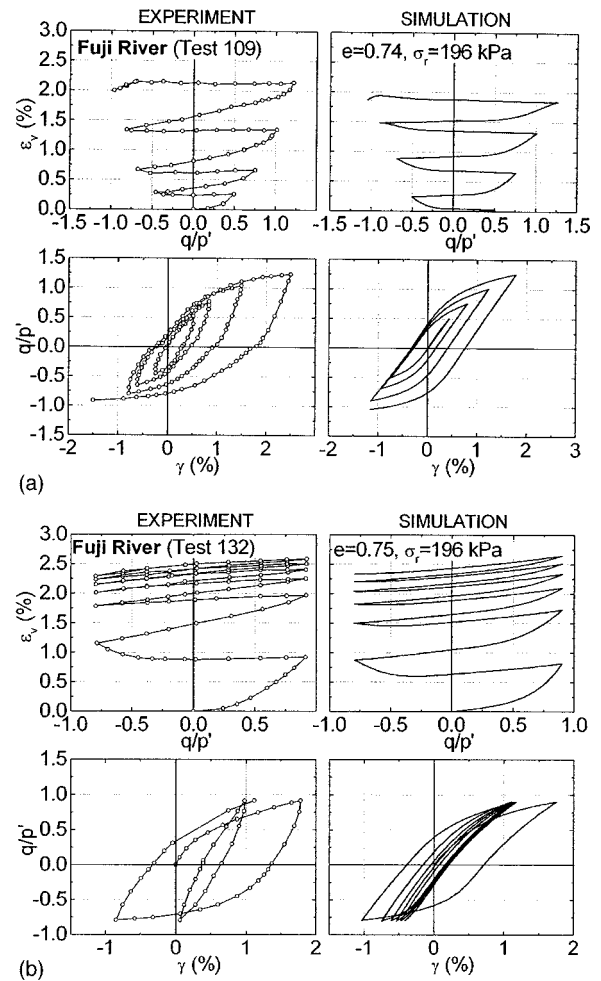 EXPERIMENT SIMULATION
Fuji River (Test 109)
e=0.74, σr=196 kPa
εv (%)
3.0
2.5
2.0
1.5
1.0
0.5
0.0
-1.5 -1.0 -0.5 0.0 0.5 1.0 1.5
q/p'
-1.5 -1.0 -0.5 0.0 0.5 1.0 1.5
q/p'
q/p'
1.5
1.0
0.5
0.0
-0.5
-1.0
-1.5
-2 -1 0 1 2 3
γ (%)
-2 -1 0 1 2 3
γ (%)
(a)
EXPERIMENT SIMULATION
Fuji River (Test 132)
e=0.75, σr=196 kPa
εv (%)
3.0
2.5
2.0
1.5
1.0
0.5
0.0
-1.0 -0.5 0.0 0.5 1.0
q/p'
-1.0 -0.5 0.0 0.5 1.0
q/p'
q/p'
1.5
1.0
0.5
0.0
-0.5
-1.0
-1 0 1 2
γ (%)
-1 0 1 2
γ (%)
(b)